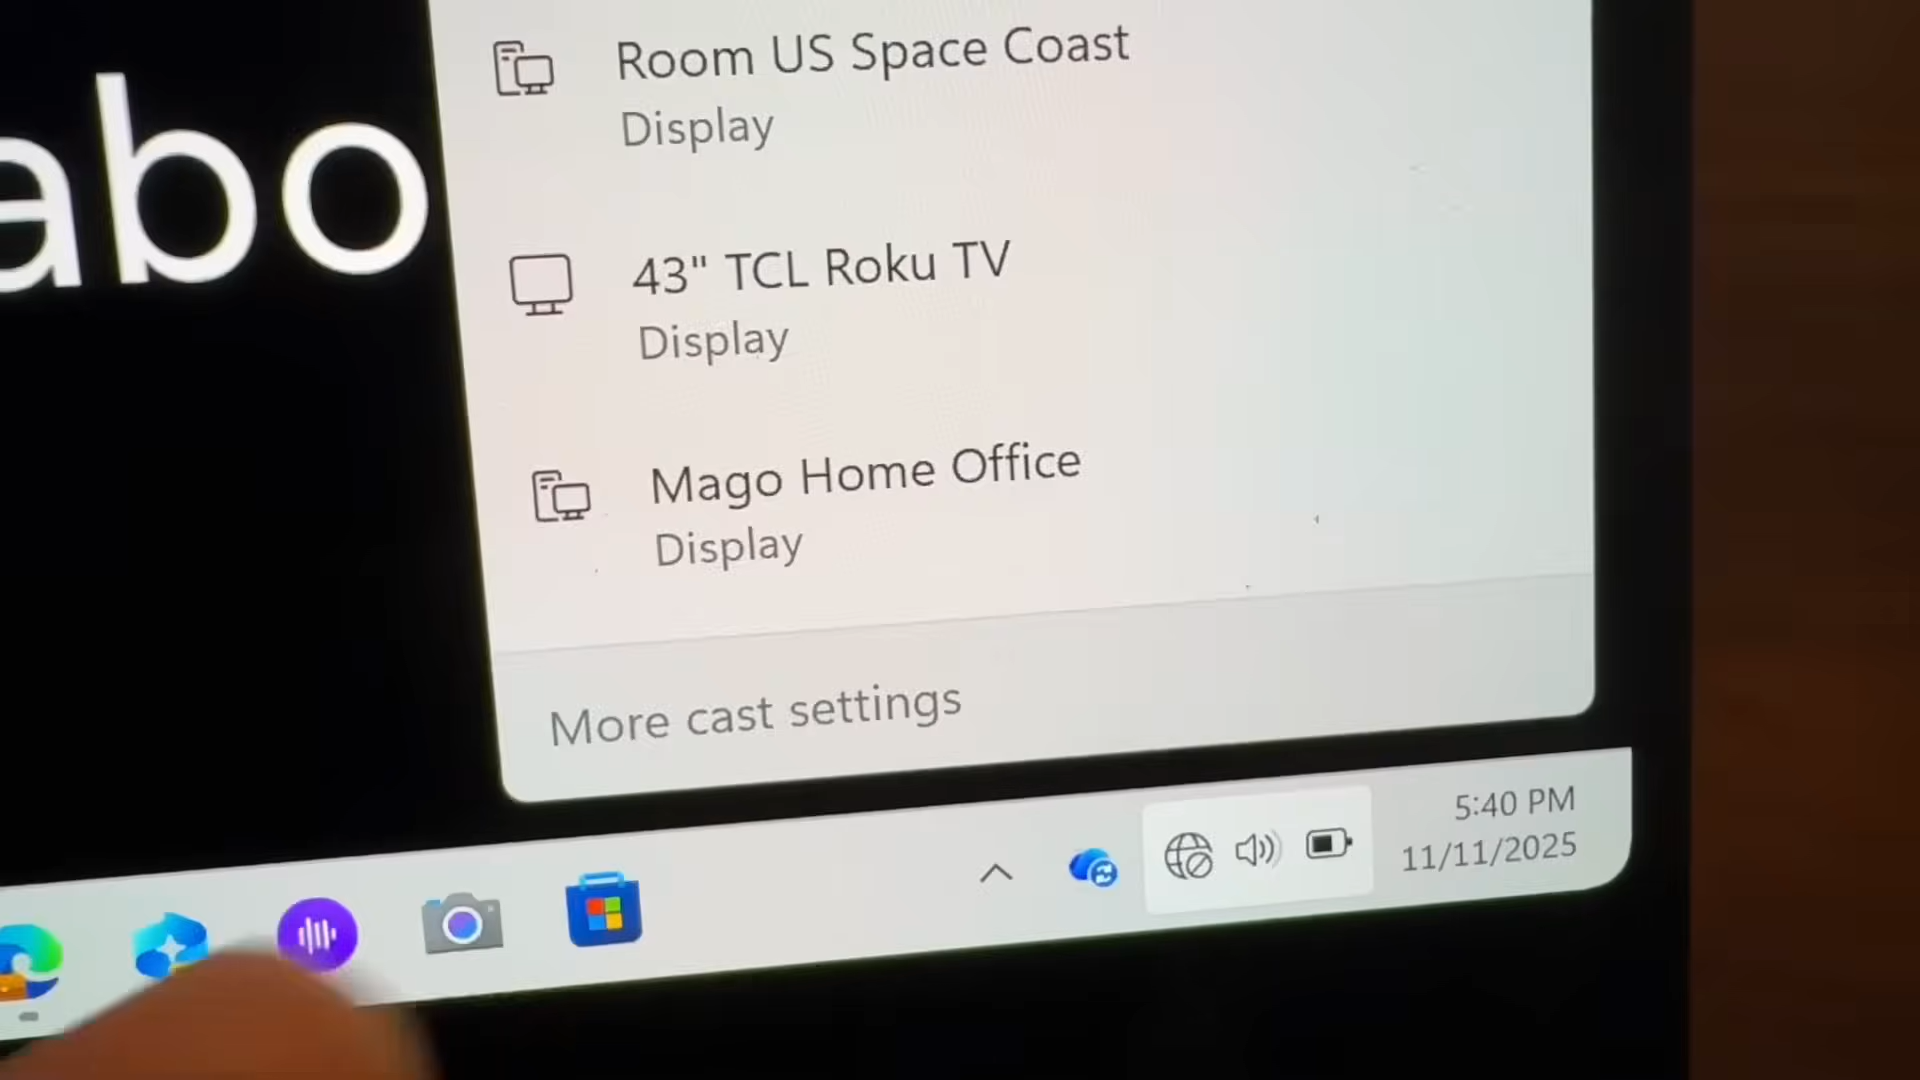 abo
Room US Space Coast
Display
43" TCL Roku TV
Display
Mago Home Office
Display
More cast settings
5:40 PM
11/11/2025